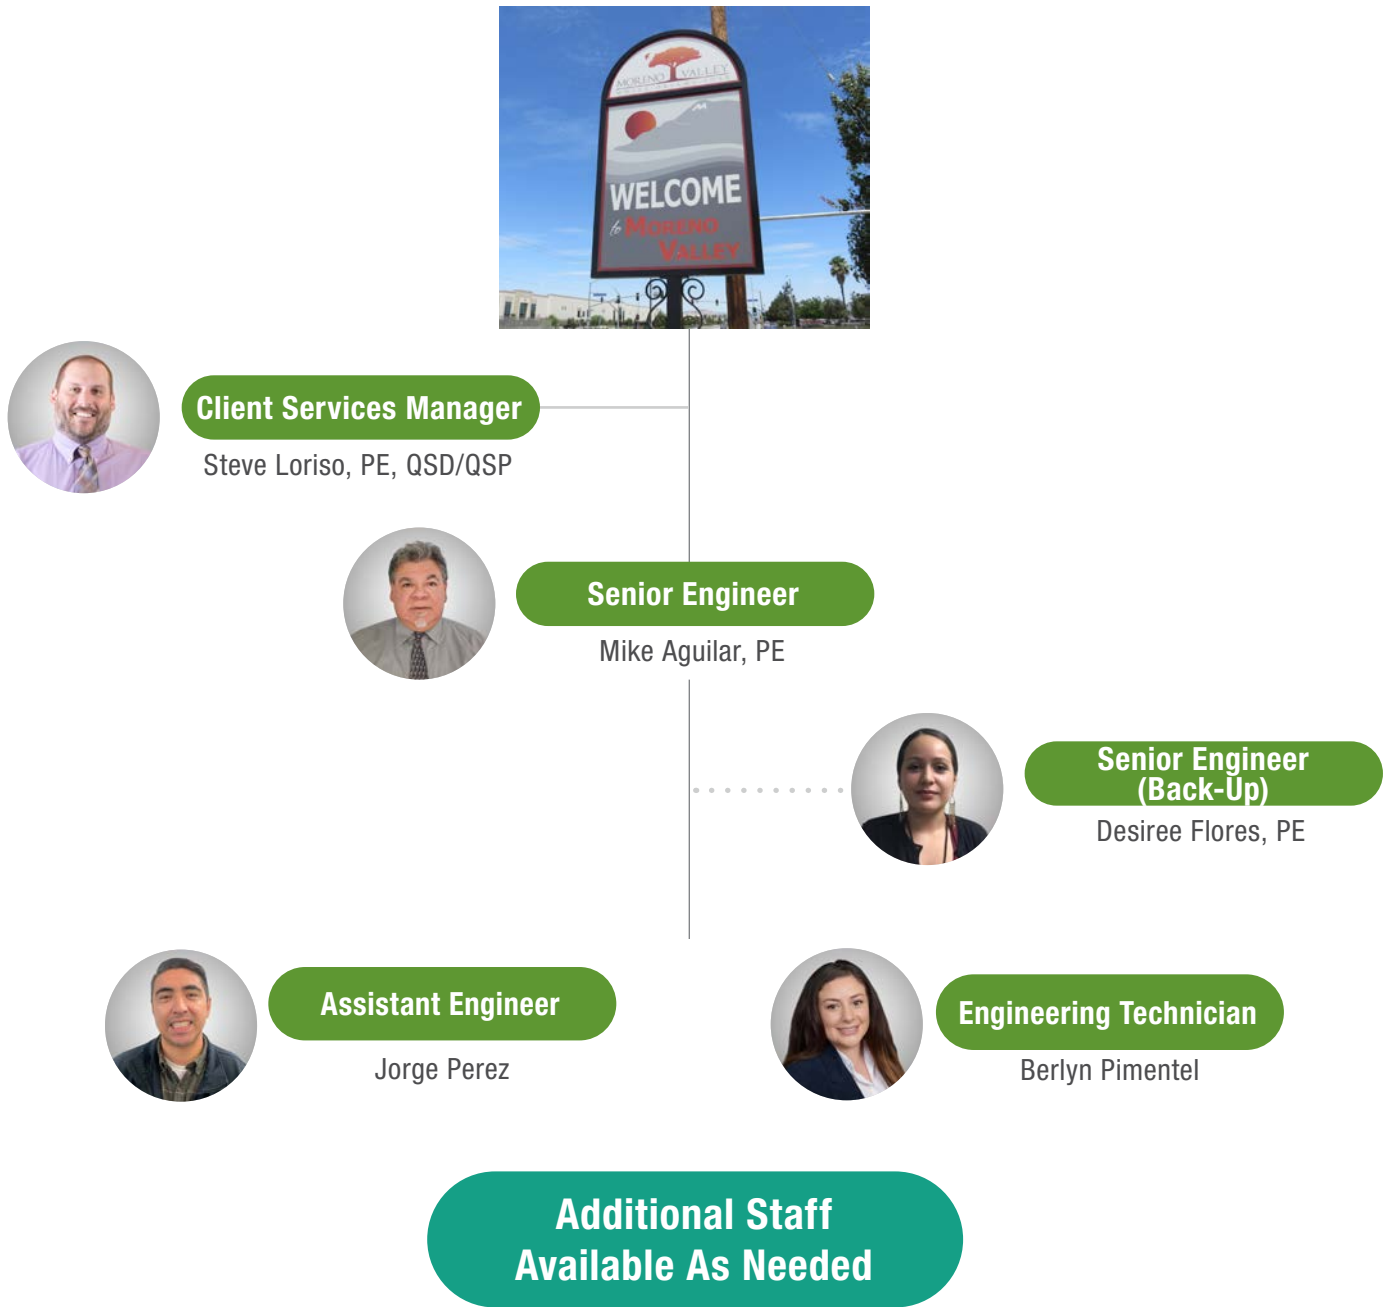 MORENO VALLEY
WELCOME
to MORENO
VALLEY
Client Services Manager
Steve Loriso, PE, QSD/QSP
Senior Engineer
Mike Aguilar, PE
Senior Engineer
(Back-Up)
Desiree Flores, PE
Assistant Engineer
Jorge Perez
Engineering Technician
Berlyn Pimentel
Additional Staff
Available As Needed